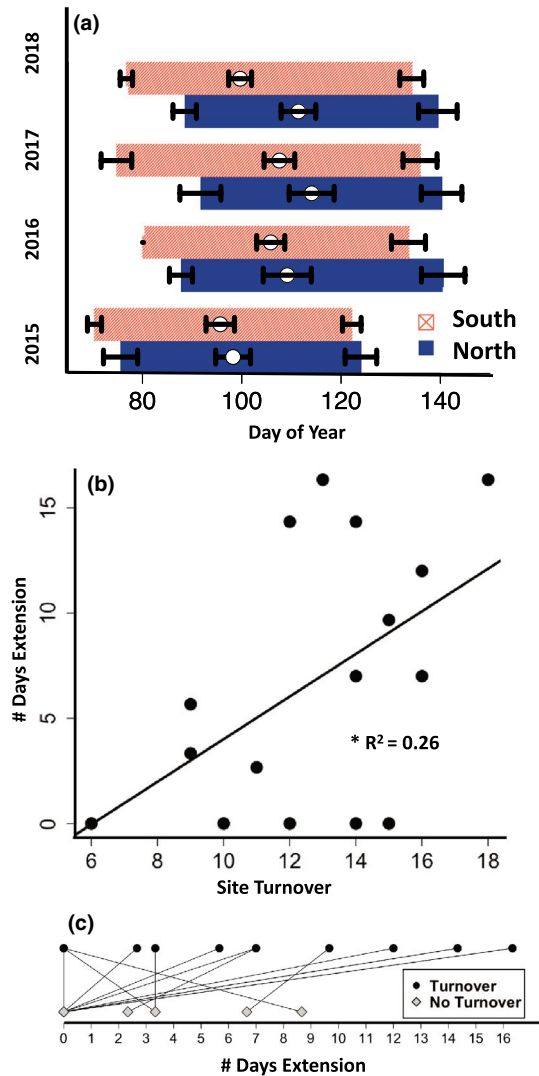 (a)
2018
2017
2016
2015
South
North
80 100 120 140
Day of Year
(b)
15
10
5
0
# Days Extension
* R² = 0.26
6 8 10 12 14 16 18
Site Turnover
(c)
Turnover
No Turnover
0 1 2 3 4 5 6 7 8 9 10 11 12 13 14 15 16
# Days Extension